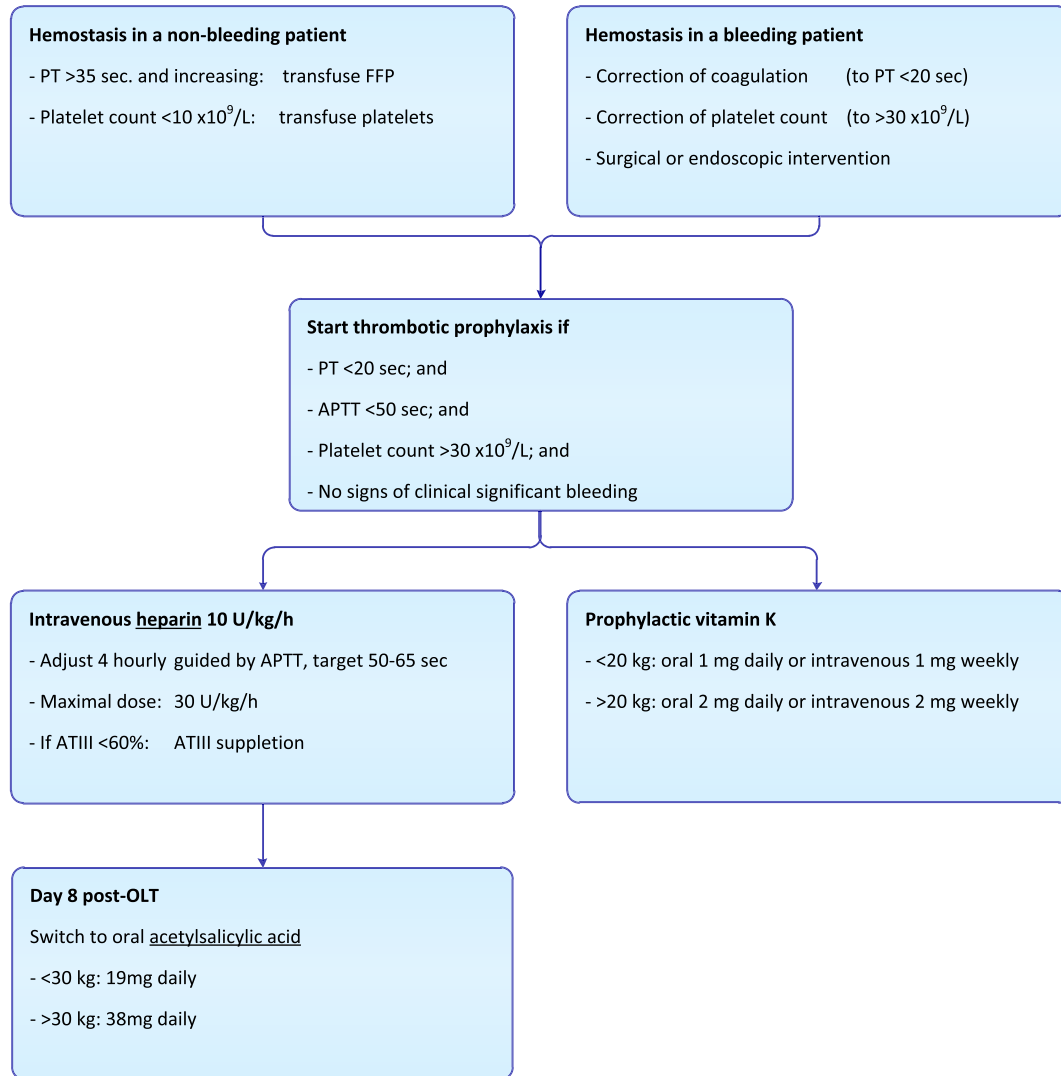 Hemostasis in a non-bleeding patient
- PT >35 sec. and increasing: transfuse FFP
- Platelet count <10 x10⁹/L: transfuse platelets
Hemostasis in a bleeding patient
- Correction of coagulation (to PT <20 sec)
- Correction of platelet count (to >30 x10⁹/L)
- Surgical or endoscopic intervention
Start thrombotic prophylaxis if
- PT <20 sec; and
- APTT <50 sec; and
- Platelet count >30 x10⁹/L; and
- No signs of clinical significant bleeding
Intravenous heparin 10 U/kg/h
- Adjust 4 hourly guided by APTT, target 50-65 sec
- Maximal dose: 30 U/kg/h
- If ATIII <60%: ATIII suppletion
Prophylactic vitamin K
- <20 kg: oral 1 mg daily or intravenous 1 mg weekly
- >20 kg: oral 2 mg daily or intravenous 2 mg weekly
Day 8 post-OLT
Switch to oral acetylsalicylic acid
- <30 kg: 19mg daily
- >30 kg: 38mg daily